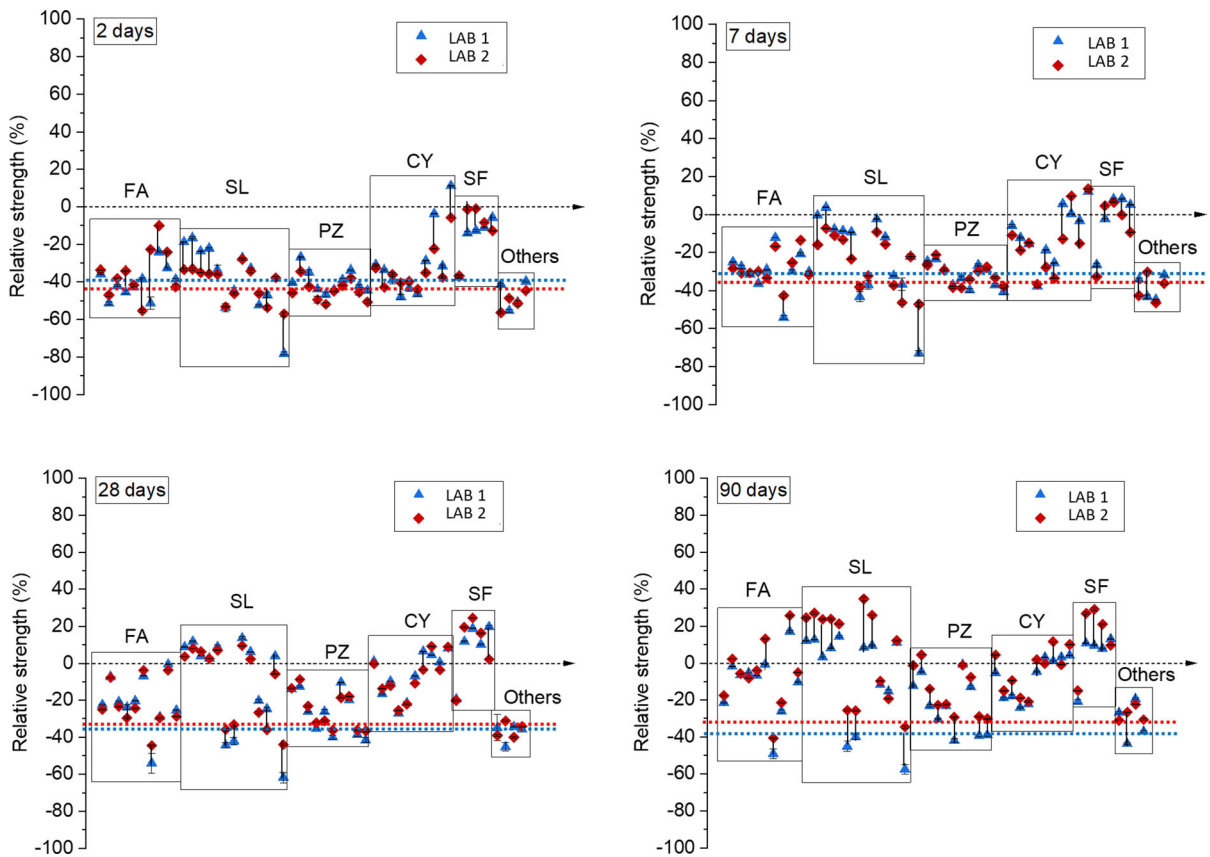 2 days
LAB 1
LAB 2
Relative strength (%)
100
80
60
40
20
0
-20
-40
-60
-80
-100
FA
SL
PZ
CY
SF
Others
7 days
LAB 1
LAB 2
Relative strength (%)
100
80
60
40
20
0
-20
-40
-60
-80
-100
FA
SL
PZ
CY
SF
Others
28 days
LAB 1
LAB 2
Relative strength (%)
100
80
60
40
20
0
-20
-40
-60
-80
-100
FA
SL
PZ
CY
SF
Others
90 days
LAB 1
LAB 2
Relative strength (%)
100
80
60
40
20
0
-20
-40
-60
-80
-100
FA
SL
PZ
CY
SF
Others